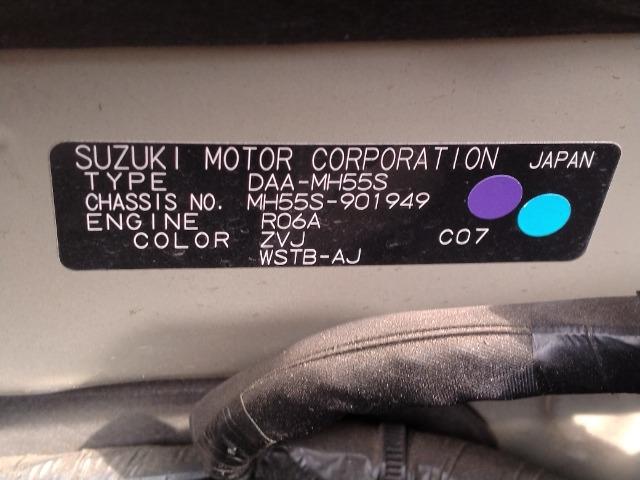 SUZUKI MOTOR CORPORATION JAPAN
TYPE DAA-MH55S
CHASSIS NO. MH55S-901949
ENGINE R06A
COLOR ZVJ C07
WSTB-AJ